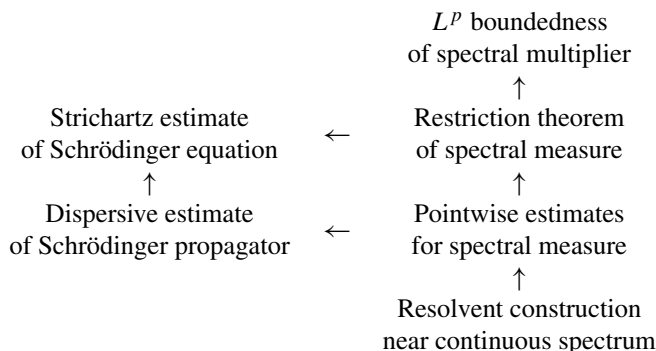 L^p boundedness
of spectral multiplier
↑
Strichartz estimate ← Restriction theorem
of Schrödinger equation of spectral measure
↑ ↑
Dispersive estimate ← Pointwise estimates
of Schrödinger propagator for spectral measure
↑
Resolvent construction
near continuous spectrum